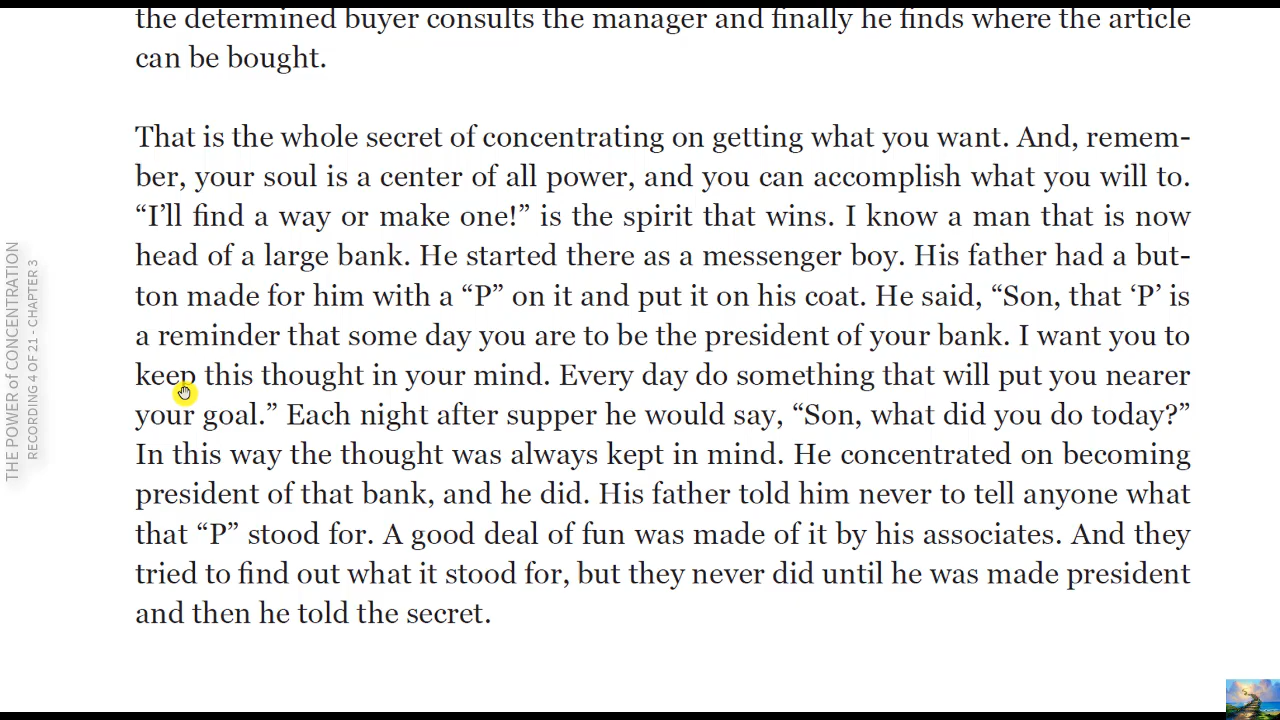 the determined buyer consults the manager and finally he finds where the article
can be bought.
That is the whole secret of concentrating on getting what you want. And, remem-
ber, your soul is a center of all power, and you can accomplish what you will to.
“I’ll find a way or make one!” is the spirit that wins. I know a man that is now
head of a large bank. He started there as a messenger boy. His father had a but-
ton made for him with a “P” on it and put it on his coat. He said, “Son, that ‘P’ is
a reminder that some day you are to be the president of your bank. I want you to
keep this thought in your mind. Every day do something that will put you nearer
your goal.” Each night after supper he would say, “Son, what did you do today?”
In this way the thought was always kept in mind. He concentrated on becoming
president of that bank, and he did. His father told him never to tell anyone what
that “P” stood for. A good deal of fun was made of it by his associates. And they
tried to find out what it stood for, but they never did until he was made president
and then he told the secret.
THE POWER of CONCENTRATION
RECORDING 4 OF 21 - CHAPTER 3